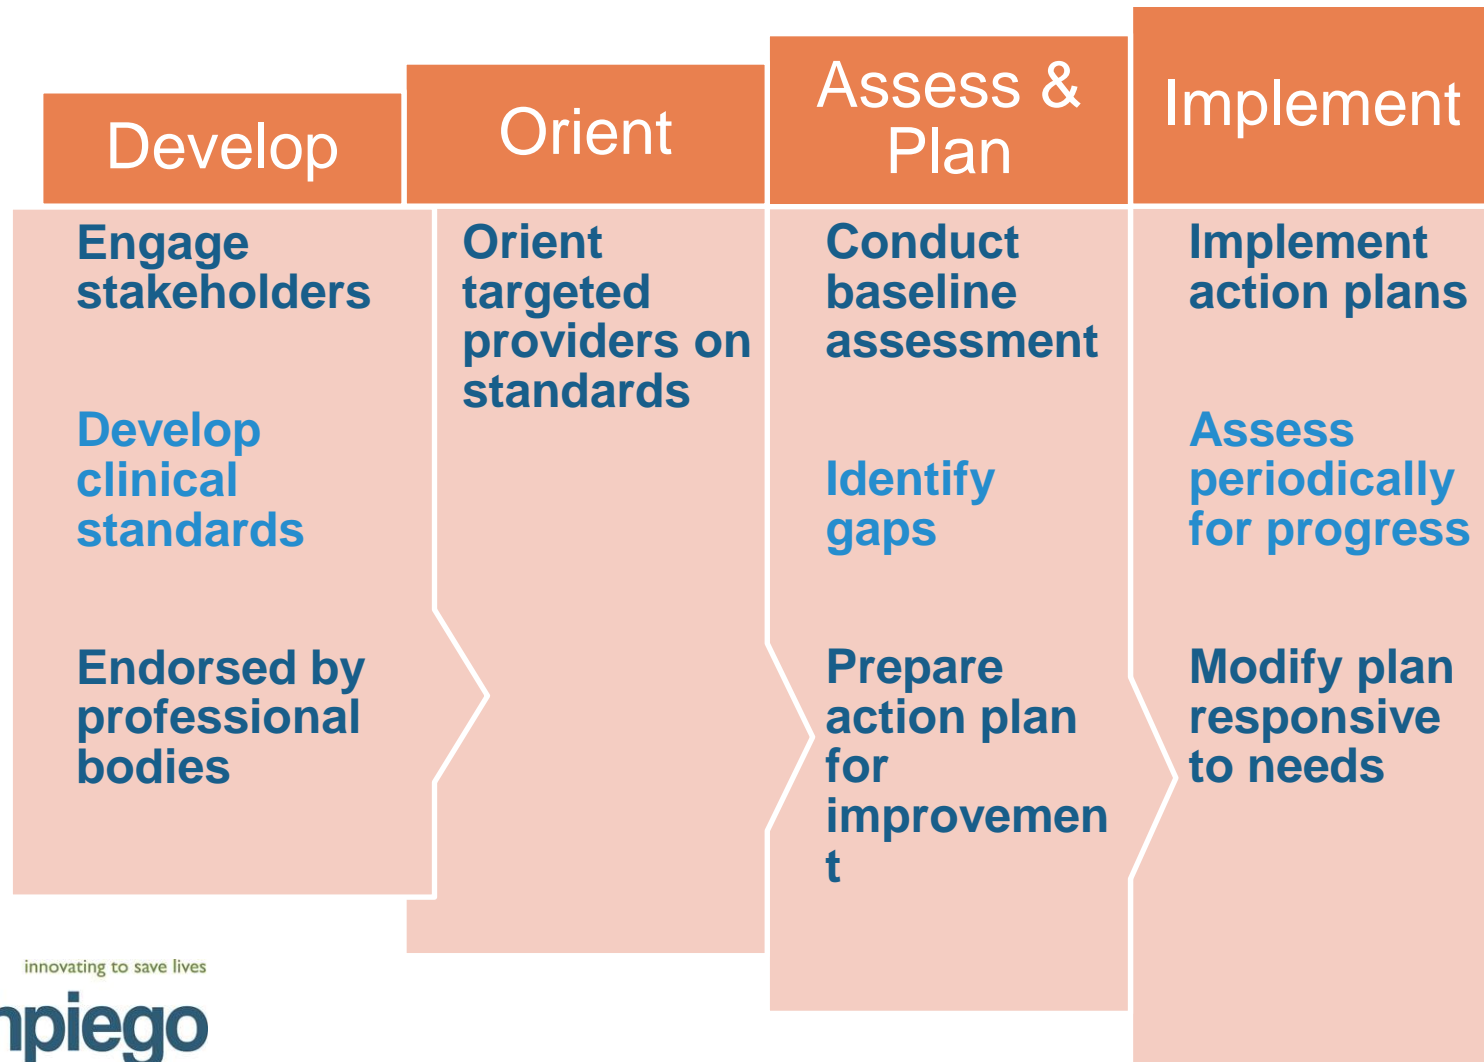 Develop
Engage
stakeholders
Develop
clinical
standards
Endorsed by
professional
bodies
Orient
Orient
targeted
providers on
standards
Assess &
Plan
Conduct
baseline
assessment
Identify
gaps
Prepare
action plan
for
improvemen
t
Implement
Implement
action plans
Assess
periodically
for progress
Modify plan
responsive
to needs
innovating to save lives
npiego